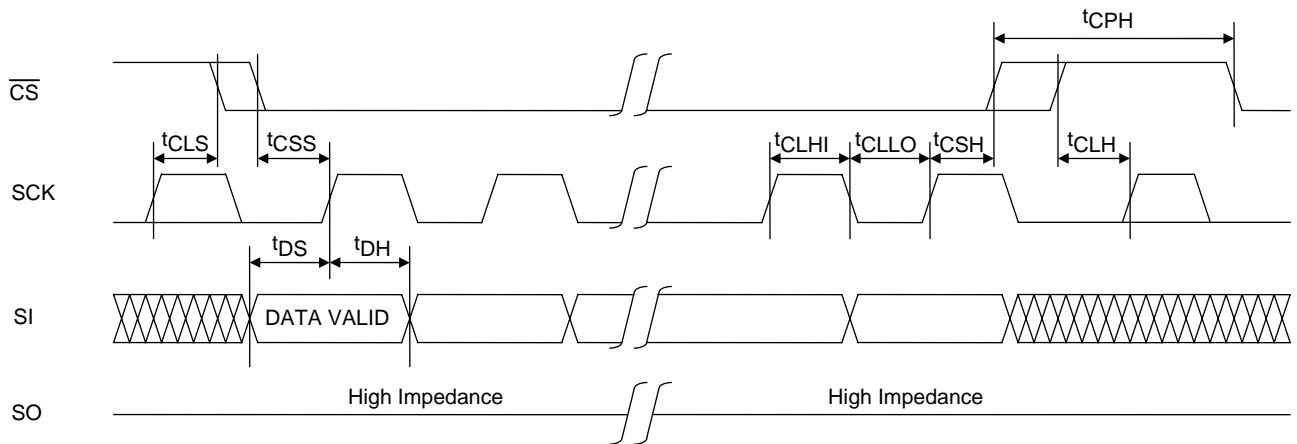 tCPH
CS
tCLS tCSS tCLHI tCLLO tCSH tCLH
SCK
tDS tDH
SI DATA VALID
High Impedance High Impedance
SO